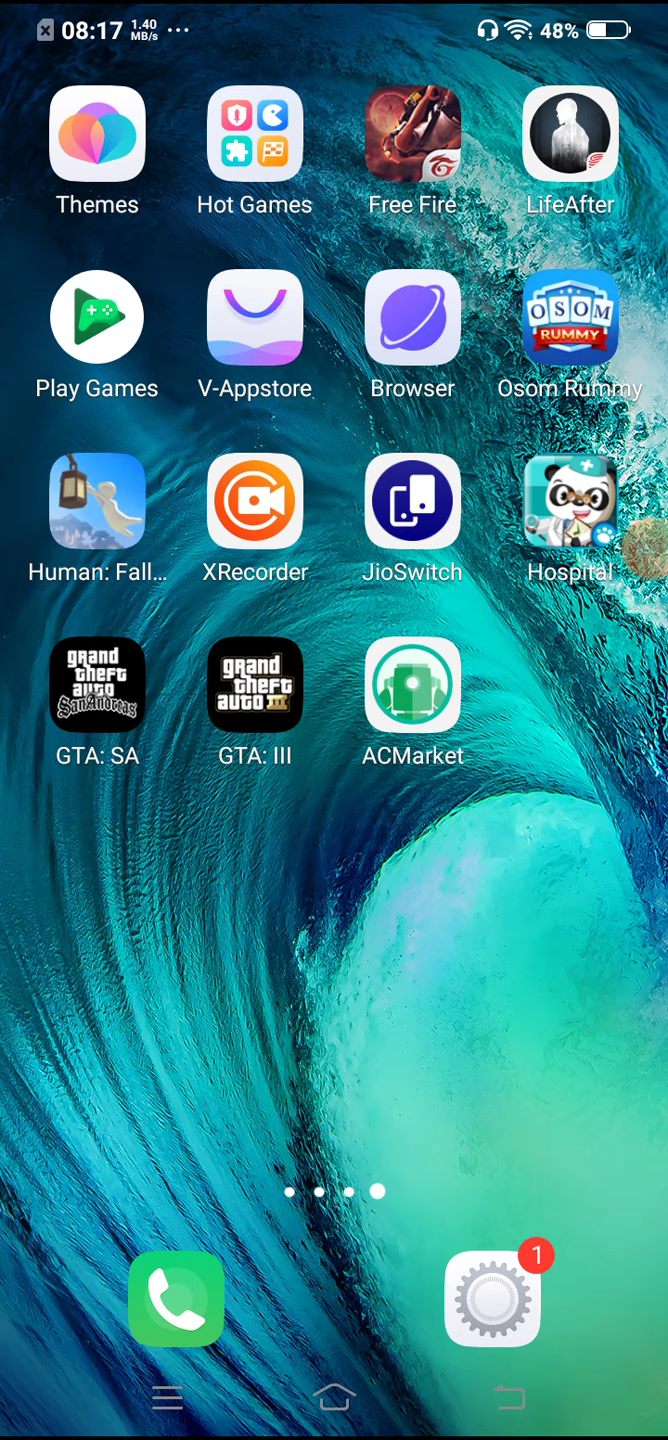 08:17 1.40 MB/s ... 48%
Themes Hot Games Free Fire LifeAfter
OSOM
RUMMY
Play Games V-Appstore Browser Osom Rummy
Human: Fall... XRecorder JioSwitch Hospital
grand
theft
auto
SanAndreas
grand
theft
auto III
GTA: SA GTA: III ACMarket
1